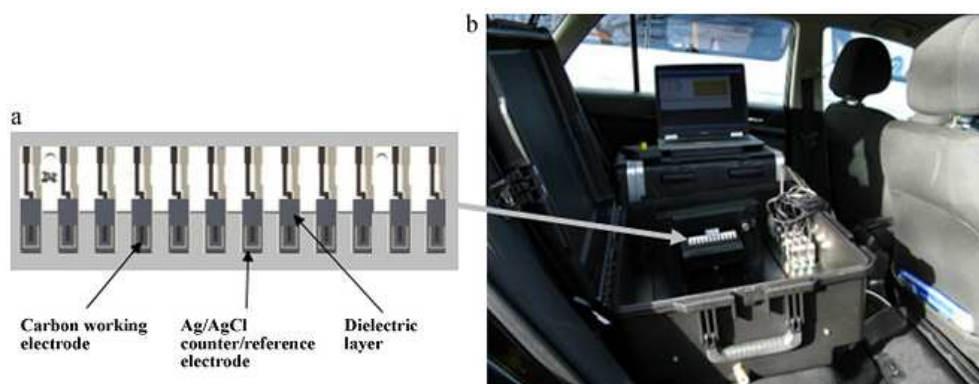 a
b
Carbon working
electrode
Ag/AgCl
counter/reference
electrode
Dielectric
layer